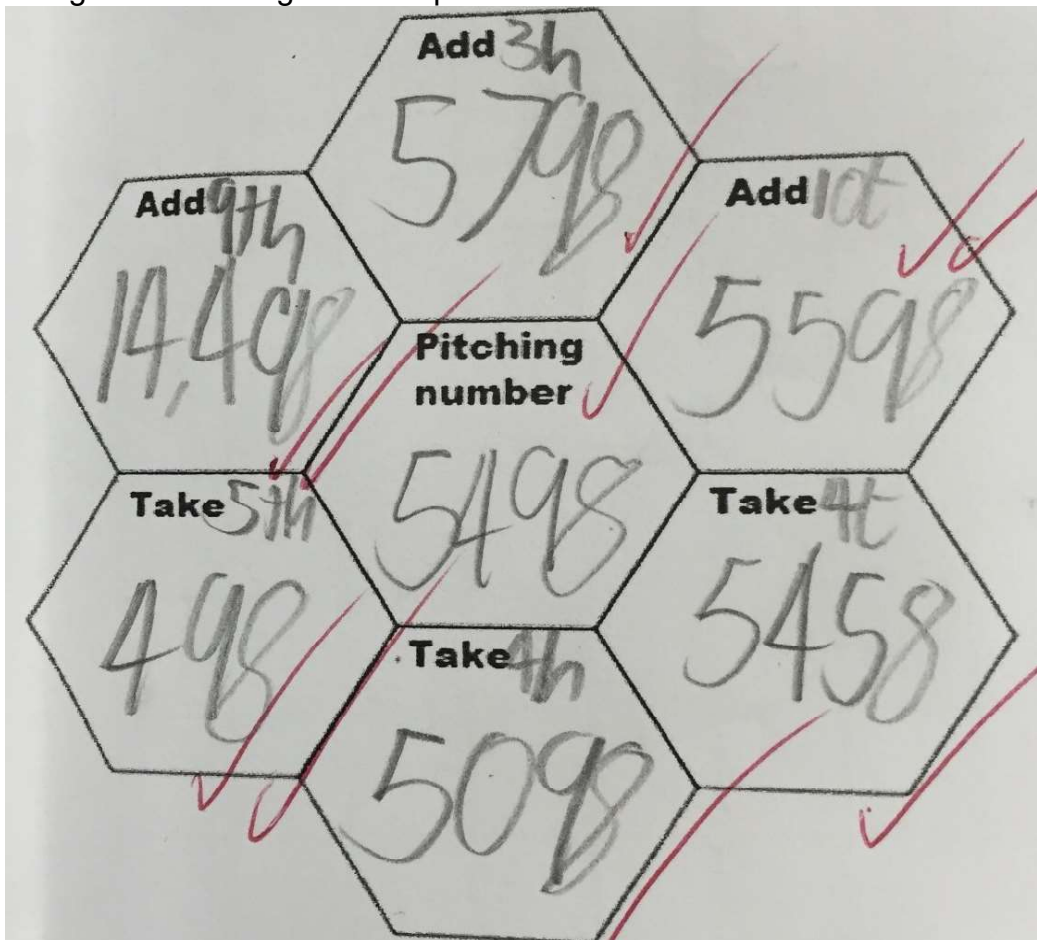 Add 3h
5798
Add 9th
14,498
Add 10t
5598
Pitching
number
5498
Take 5th
498
Take 4t
5458
Take 4h
5098